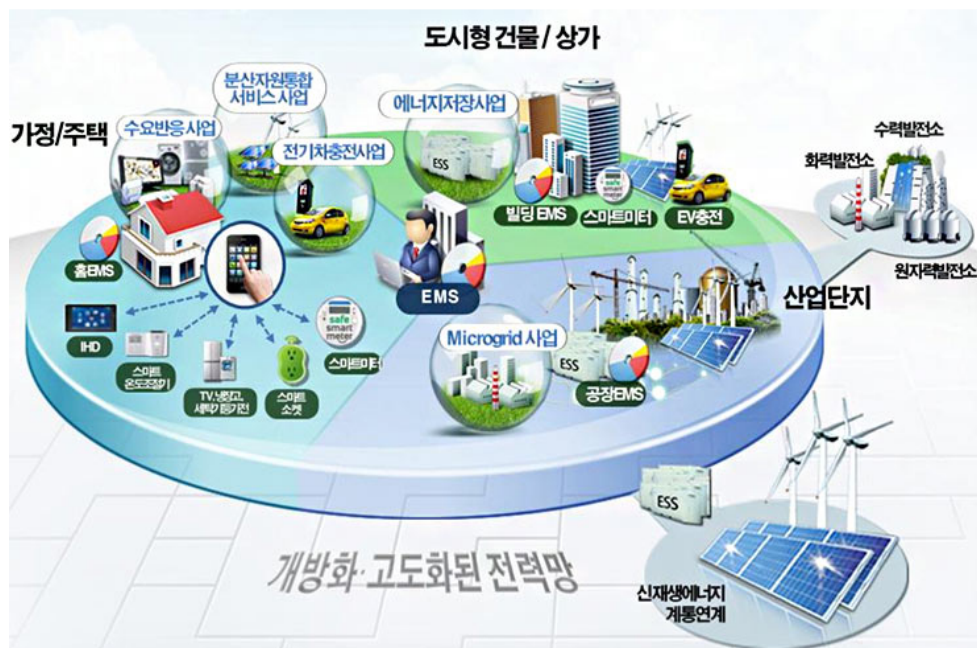 도시형 건물 / 상가
분산자원통합
서비스 사업
에너지저장사업
가정/주택
수요반응 사업
전기차충전사업
수력발전소
화력발전소
원자력발전소
ESS
빌딩 EMS
safe
smart
meter
스마트미터
EV충전
홈EMS
EMS
산업단지
IHD
스마트
온도조절기
TV, 냉장고,
세탁기등가전
스마트
소켓
safe
smart
meter
스마트미터
Microgrid 사업
ESS
공장EMS
ESS
개방화·고도화된 전력망
신재생에너지
계통연계